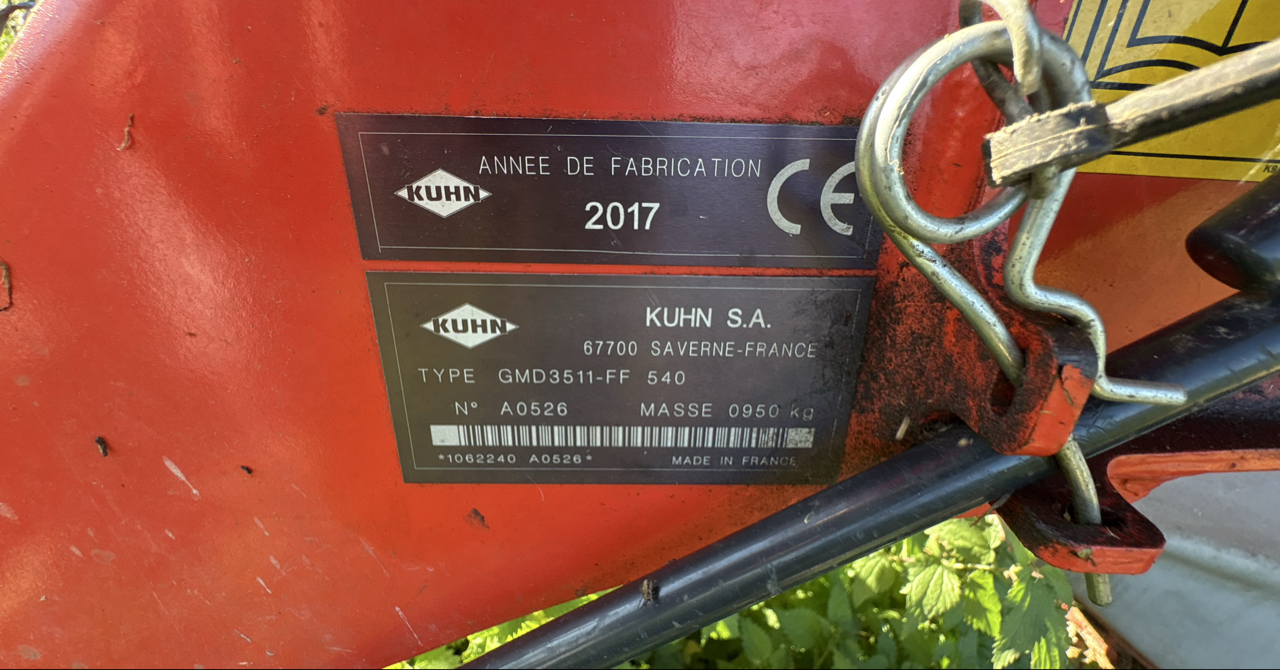 ANNEE DE FABRICATION
KUHN
2017
CE
KUHN
KUHN S.A.
67700 SAVERNE-FRANCE
TYPE GMD3511-FF 540
N° A0526 MASSE 0950 kg
*1062240 A0526*
MADE IN FRANCE